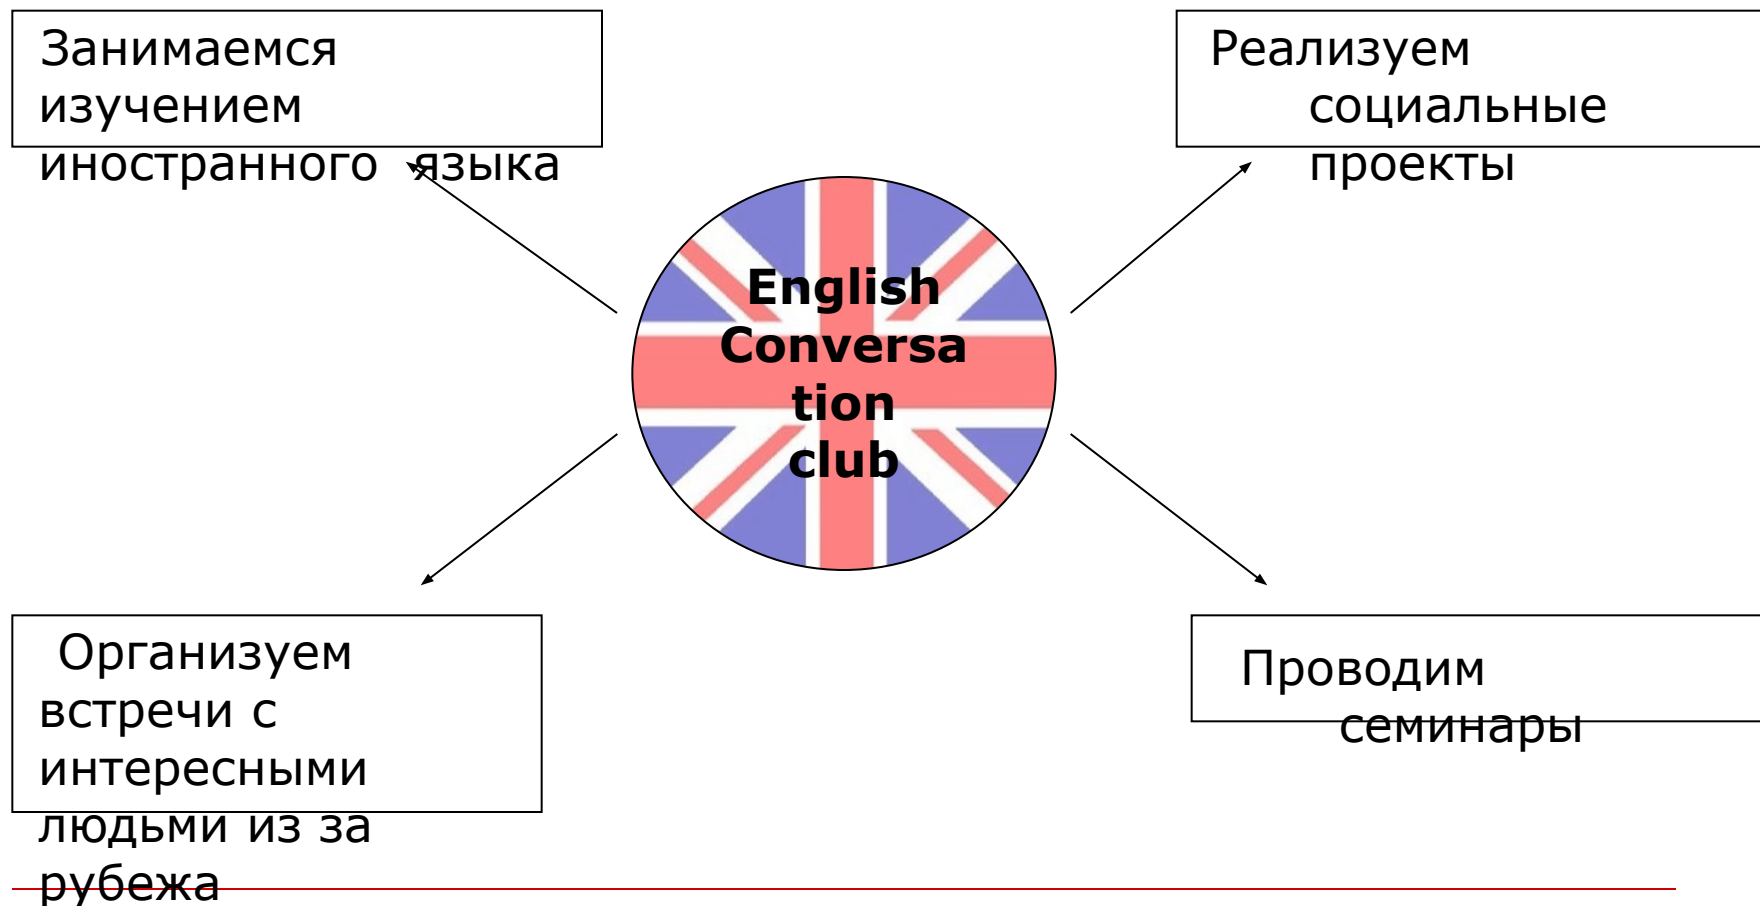 Занимаемся
изучением
иностранного языка
Реализуем
социальные
проекты
English
Conversa
tion
club
Организуем
встречи с
интересными
людьми из за
рубежа
Проводим
семинары